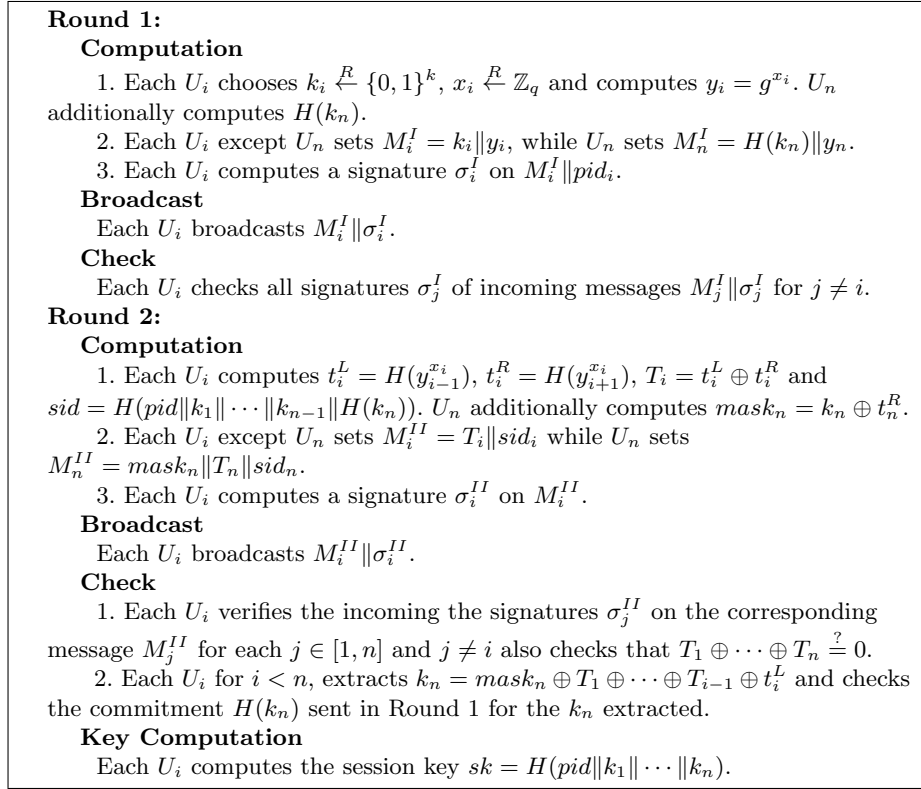 Round 1:
Computation
1. Each U_i chooses k_i \xleftarrow{R} {0, 1}^k, x_i \xleftarrow{R} ℤ_q and computes y_i = g^{x_i}. U_n
additionally computes H(k_n).
2. Each U_i except U_n sets M_i^I = k_i‖y_i, while U_n sets M_n^I = H(k_n)‖y_n.
3. Each U_i computes a signature σ_i^I on M_i^I‖pid_i.
Broadcast
Each U_i broadcasts M_i^I‖σ_i^I.
Check
Each U_i checks all signatures σ_j^I of incoming messages M_j^I‖σ_j^I for j ≠ i.
Round 2:
Computation
1. Each U_i computes t_i^L = H(y_{i−1}^{x_i}), t_i^R = H(y_{i+1}^{x_i}), T_i = t_i^L ⊕ t_i^R and
sid = H(pid‖k_1‖ ⋯ ‖k_{n−1}‖H(k_n)). U_n additionally computes mask_n = k_n ⊕ t_n^R.
2. Each U_i except U_n sets M_i^{II} = T_i‖sid_i while U_n sets
M_n^{II} = mask_n‖T_n‖sid_n.
3. Each U_i computes a signature σ_i^{II} on M_i^{II}.
Broadcast
Each U_i broadcasts M_i^{II}‖σ_i^{II}.
Check
1. Each U_i verifies the incoming the signatures σ_j^{II} on the corresponding
message M_j^{II} for each j ∈ [1, n] and j ≠ i also checks that T_1 ⊕ ⋯ ⊕ T_n \stackrel{?}{=} 0.
2. Each U_i for i < n, extracts k_n = mask_n ⊕ T_1 ⊕ ⋯ ⊕ T_{i−1} ⊕ t_i^L and checks
the commitment H(k_n) sent in Round 1 for the k_n extracted.
Key Computation
Each U_i computes the session key sk = H(pid‖k_1‖ ⋯ ‖k_n).